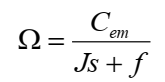 Ω = C_em / (Js + f)